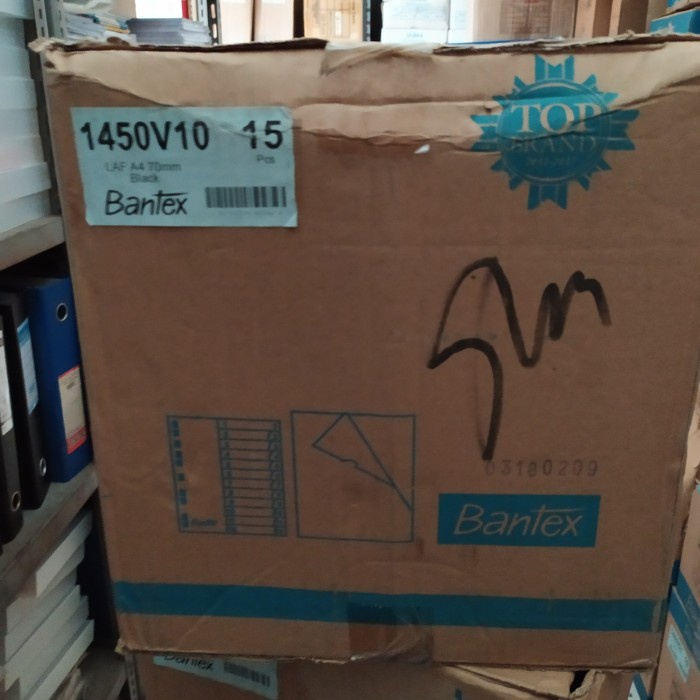 1450V10 15
Pcs
LAF A4 70mm
Black
Bantex
TOP
BRAND
03180209
Bantex
Bantex